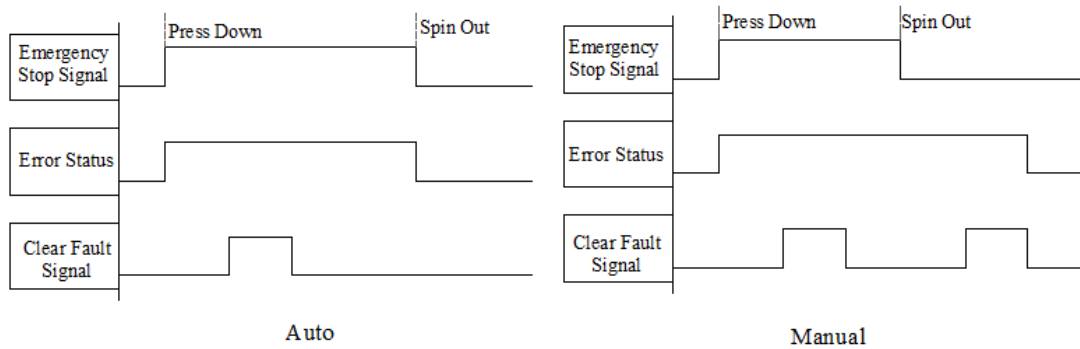 Press Down
Spin Out
Emergency
Stop Signal
Error Status
Clear Fault
Signal
Auto
Press Down
Spin Out
Emergency
Stop Signal
Error Status
Clear Fault
Signal
Manual